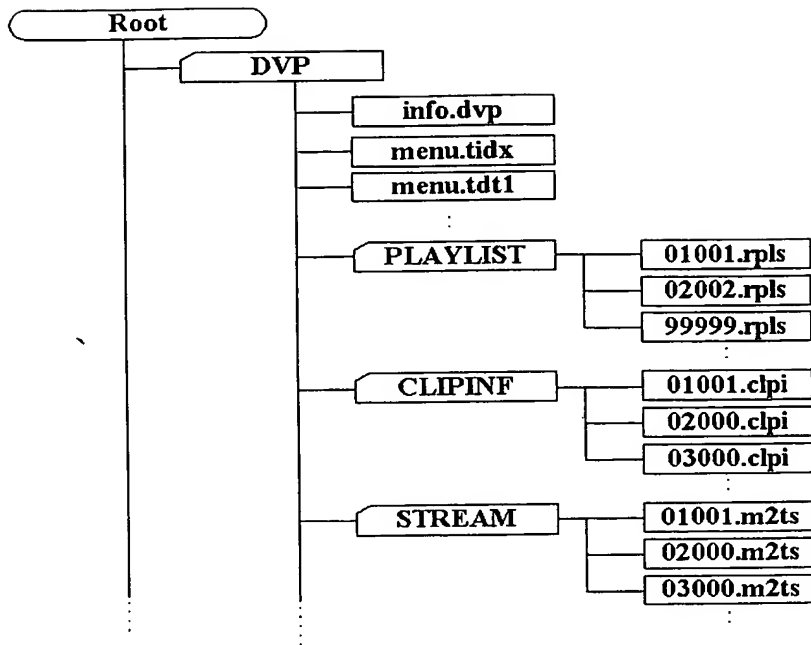 Root
DVP
info.dvp
menu.tidx
menu.tdt1
PLAYLIST
01001.rpls
02002.rpls
99999.rpls
CLIPINF
01001.clpi
02000.clpi
03000.clpi
STREAM
01001.m2ts
02000.m2ts
03000.m2ts